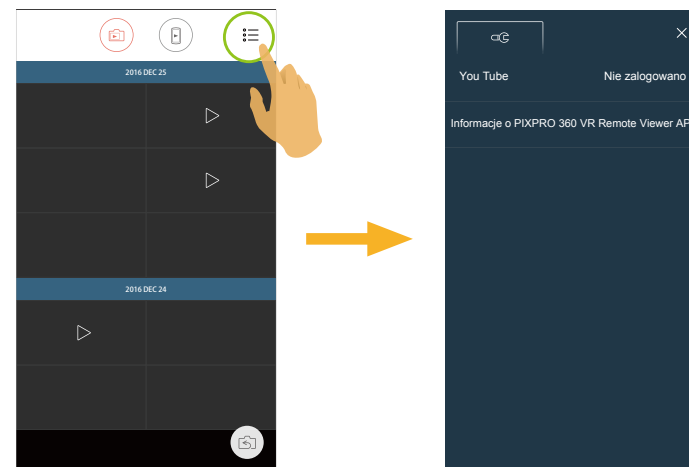 2016 DEC 25
2016 DEC 24
You Tube Nie zalogowano
Informacje o PIXPRO 360 VR Remote Viewer AP